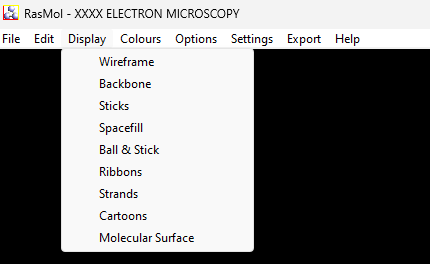 RasMol - XXXX ELECTRON MICROSCOPY
File Edit Display Colours Options Settings Export Help
Wireframe
Backbone
Sticks
Spacefill
Ball & Stick
Ribbons
Strands
Cartoons
Molecular Surface